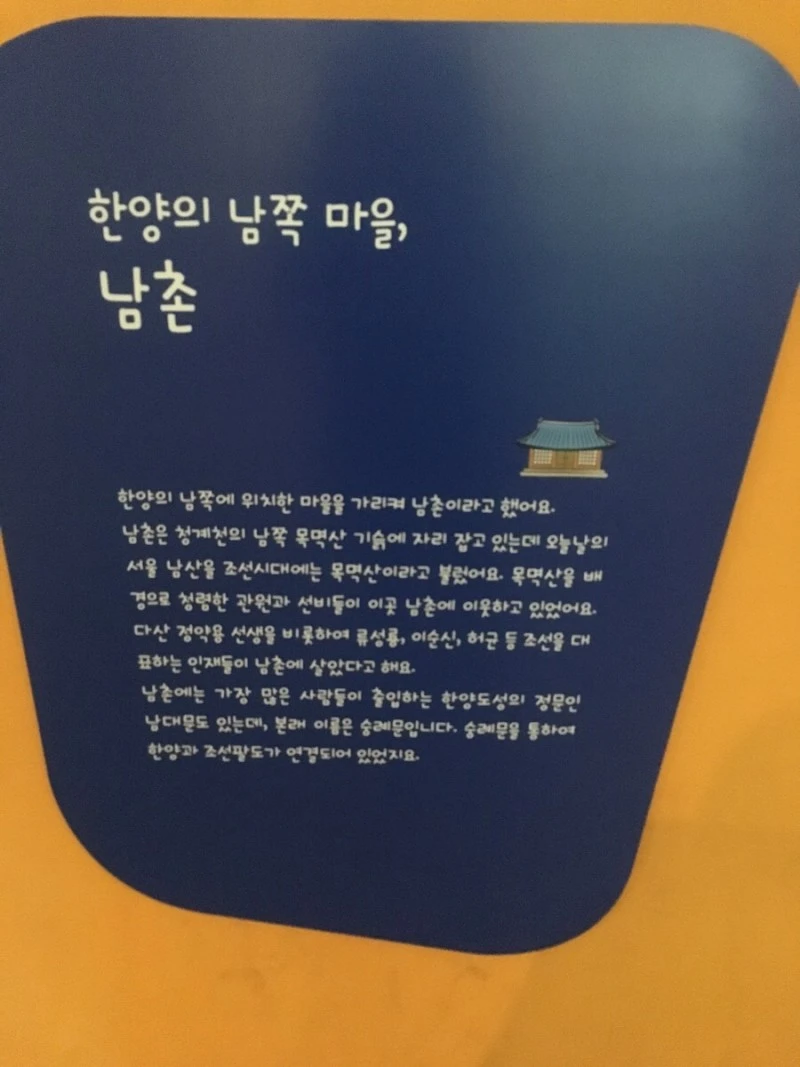 한양의 남쪽 마을,
남촌
한양의 남쪽에 위치한 마을을 가리켜 남촌이라고 했어요.
남촌은 청계천의 남쪽 목멱산 기슭에 자리 잡고 있는데 오늘날의
서울 남산을 조선시대에는 목멱산이라고 불렀어요. 목멱산을 배
경으로 청렴한 관원과 선비들이 이곳 남촌에 이웃하고 있었어요.
다산 정약용 선생을 비롯하여 류성룡, 이순신, 허균 등 조선을 대
표하는 인재들이 남촌에 살았다고 해요.
남촌에는 가장 많은 사람들이 출입하는 한양도성의 정문인
남대문도 있는데, 본래 이름은 숭례문입니다. 숭례문을 통하여
한양과 조선팔도가 연결되어 있었지요.